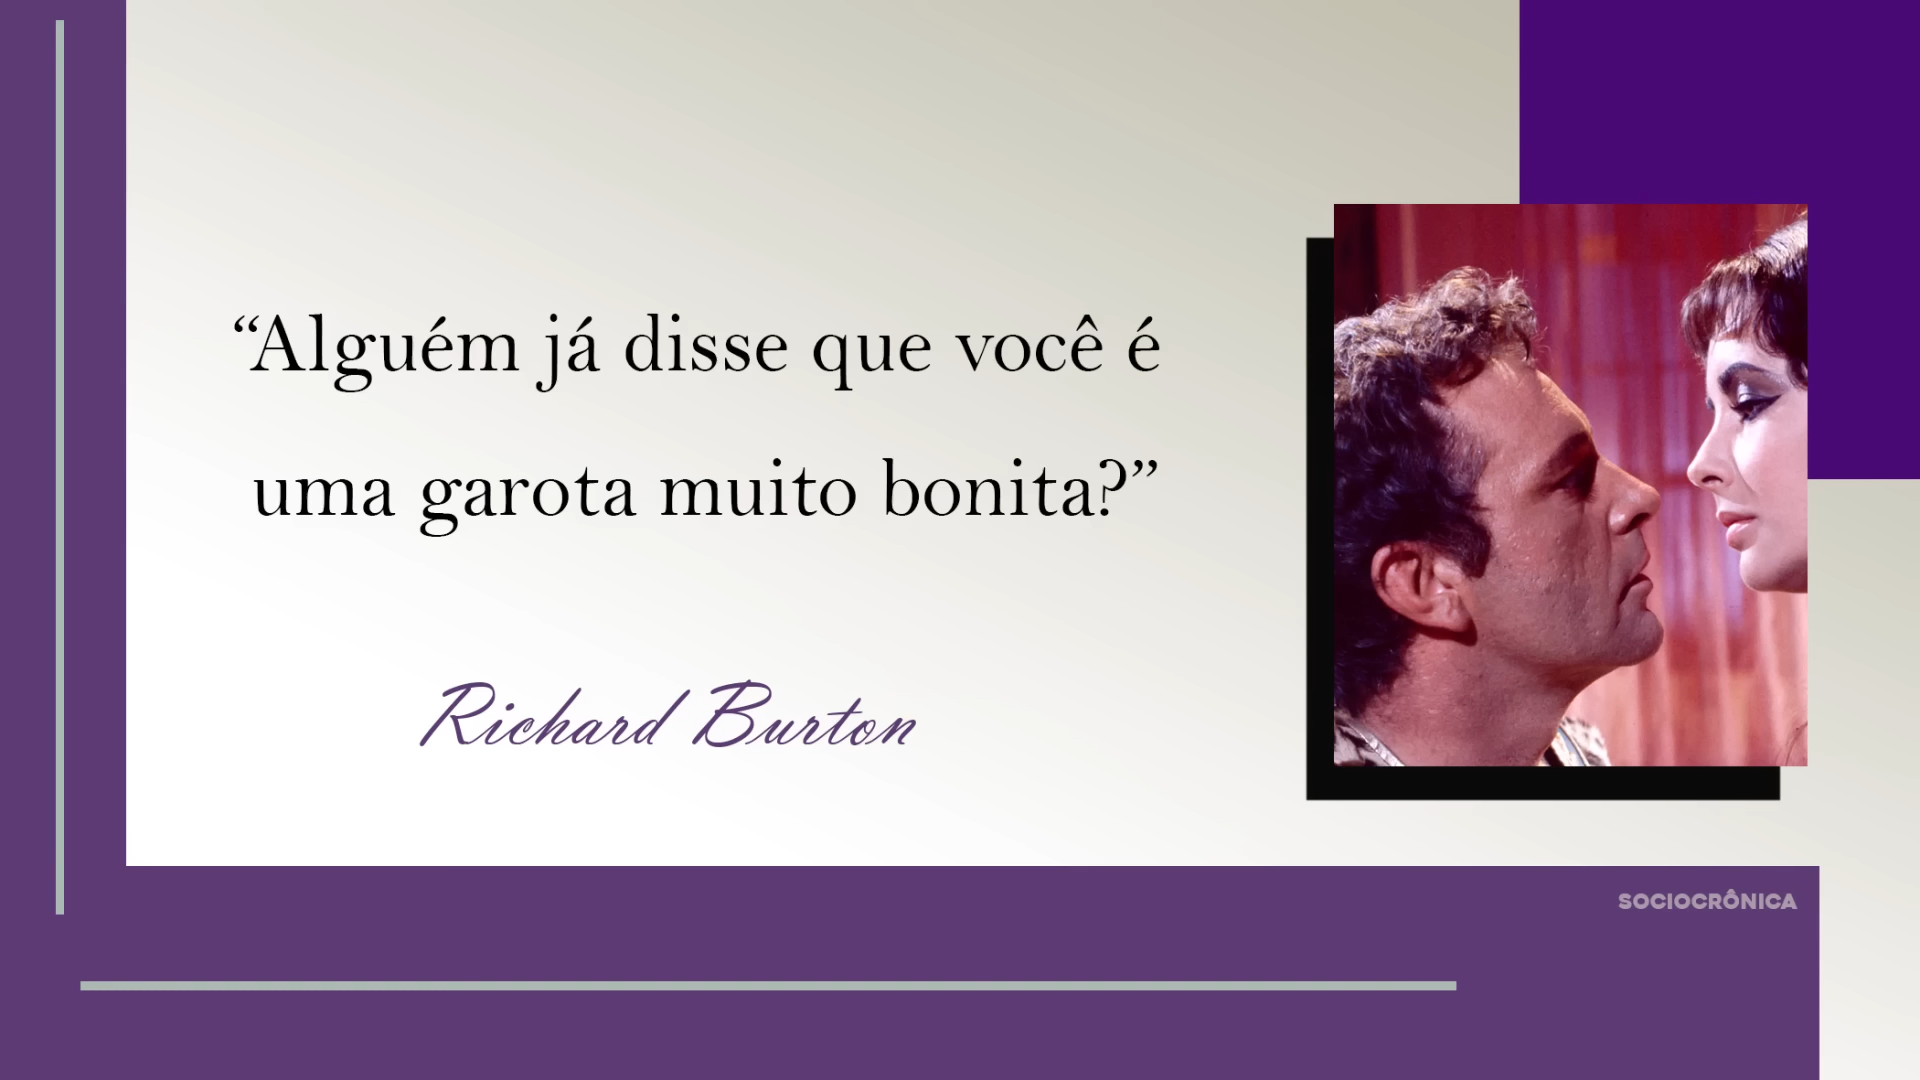 “Alguém já disse que você é
uma garota muito bonita?”
Richard Burton
SOCIOCRÔNICA